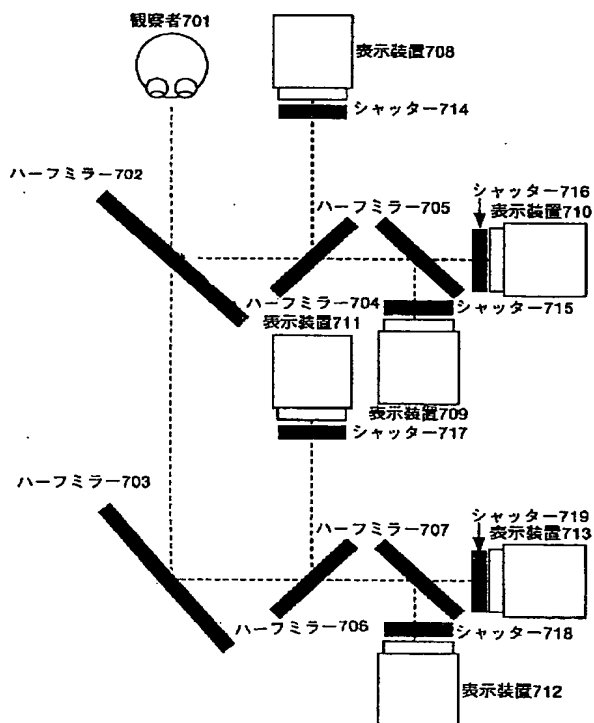 観察者701
表示装置708
シャッター714
ハーフミラー702
シャッター716
ハーフミラー705
表示装置710
ハーフミラー704
シャッター715
表示装置711
表示装置709
シャッター717
ハーフミラー703
シャッター719
ハーフミラー707
表示装置713
ハーフミラー706
シャッター718
表示装置712